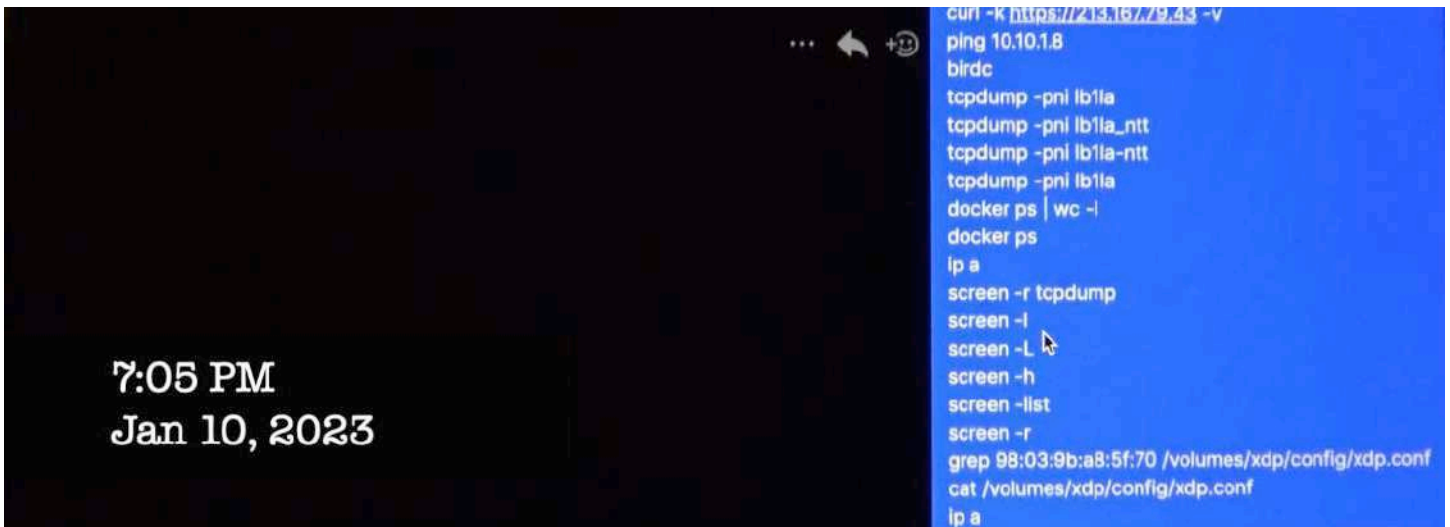 7:05 PM
Jan 10, 2023
curl -k https://213.167.79.43 -v
ping 10.10.1.8
birdc
tcpdump -pni lb1la
tcpdump -pni lb1la_ntt
tcpdump -pni lb1la-ntt
tcpdump -pni lb1la
docker ps | wc -l
docker ps
ip a
screen -r tcpdump
screen -l
screen -L
screen -h
screen -list
screen -r
grep 98:03:9b:a8:5f:70 /volumes/xdp/config/xdp.conf
cat /volumes/xdp/config/xdp.conf
ip a